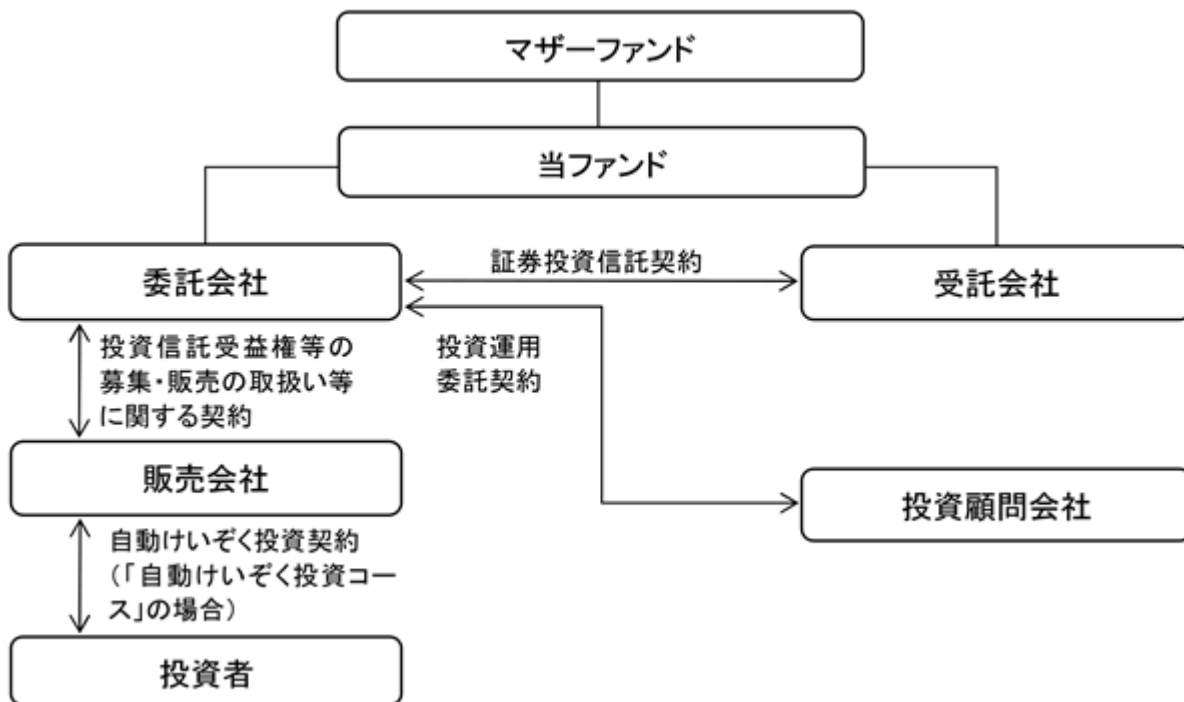 マザーファンド
当ファンド
委託会社
証券投資信託契約
受託会社
投資信託受益権等の
募集・販売の取扱い等
に関する契約
投資運用
委託契約
販売会社
投資顧問会社
自動けいぞく投資契約
（「自動けいぞく投資コー
ス」の場合）
投資者